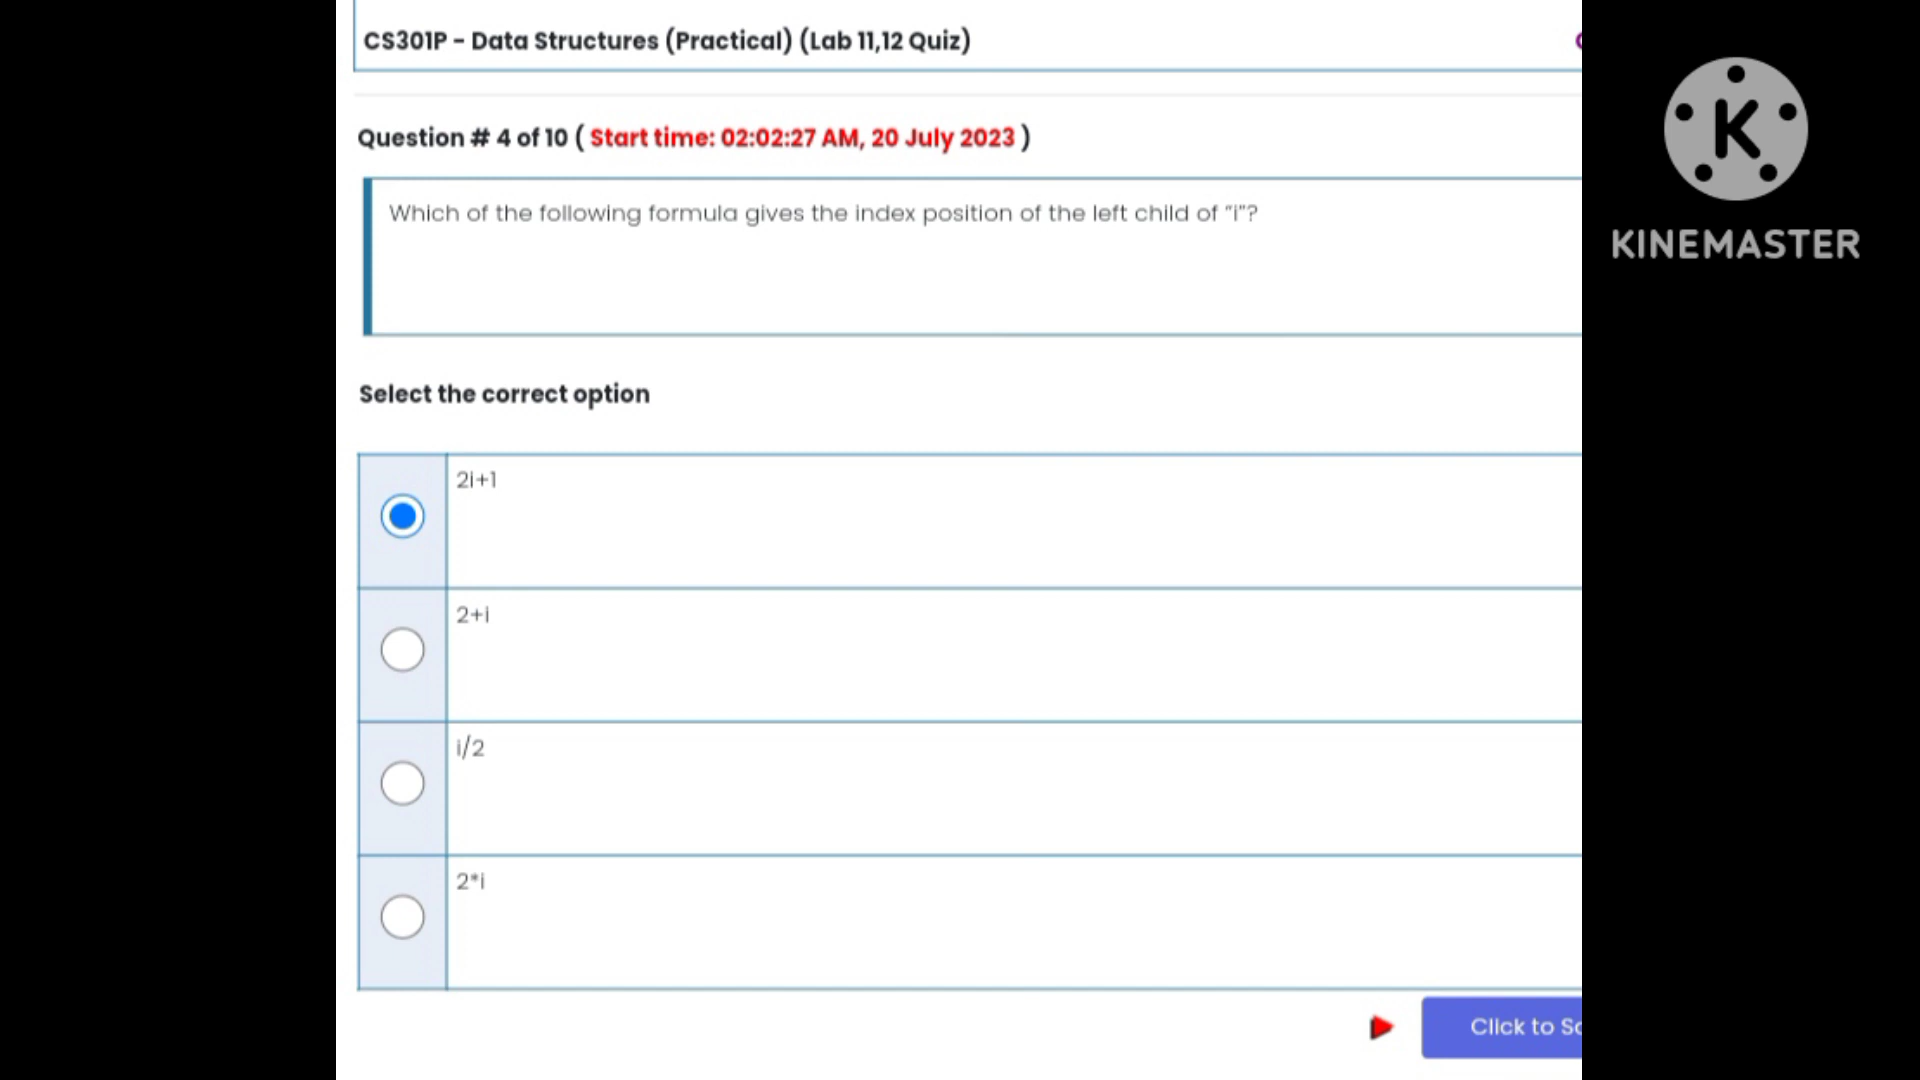 CS301P - Data Structures (Practical) (Lab 11,12 Quiz)
Question # 4 of 10 ( Start time: 02:02:27 AM, 20 July 2023 )
Which of the following formula gives the index position of the left child of "i"?
Select the correct option
2i+1
2+i
i/2
2*i
Click to
K
KINEMASTER